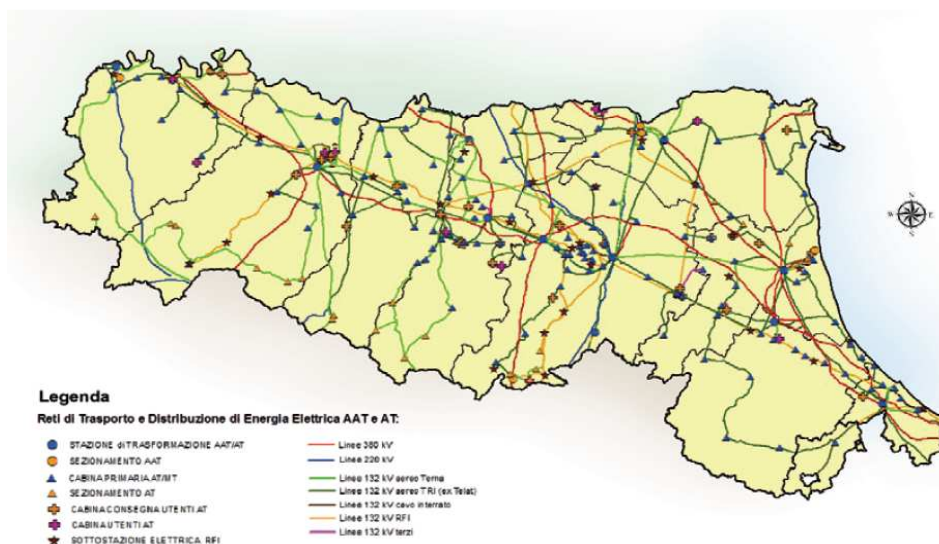 N
W E
S
Legenda
Reti di Trasporto e Distribuzione di Energia Elettrica AAT e AT:
STAZIONE di TRASFORMAZIONE AAT/AT
SEZIONAMENTO AAT
CABINA PRIMARIA AT/MT
SEZIONAMENTO AT
CABINA CONSEGNA UTENTI AT
CABINA UTENTI AT
SOTTOSTAZIONE ELETTRICA RFI
Linee 380 kV
Linee 220 kV
Linee 132 kV aereo Terna
Linee 132 kV aereo TRI (ex Telat)
Linee 132 kV cavo interrato
Linee 132 kV RFI
Linee 132 kV terzi